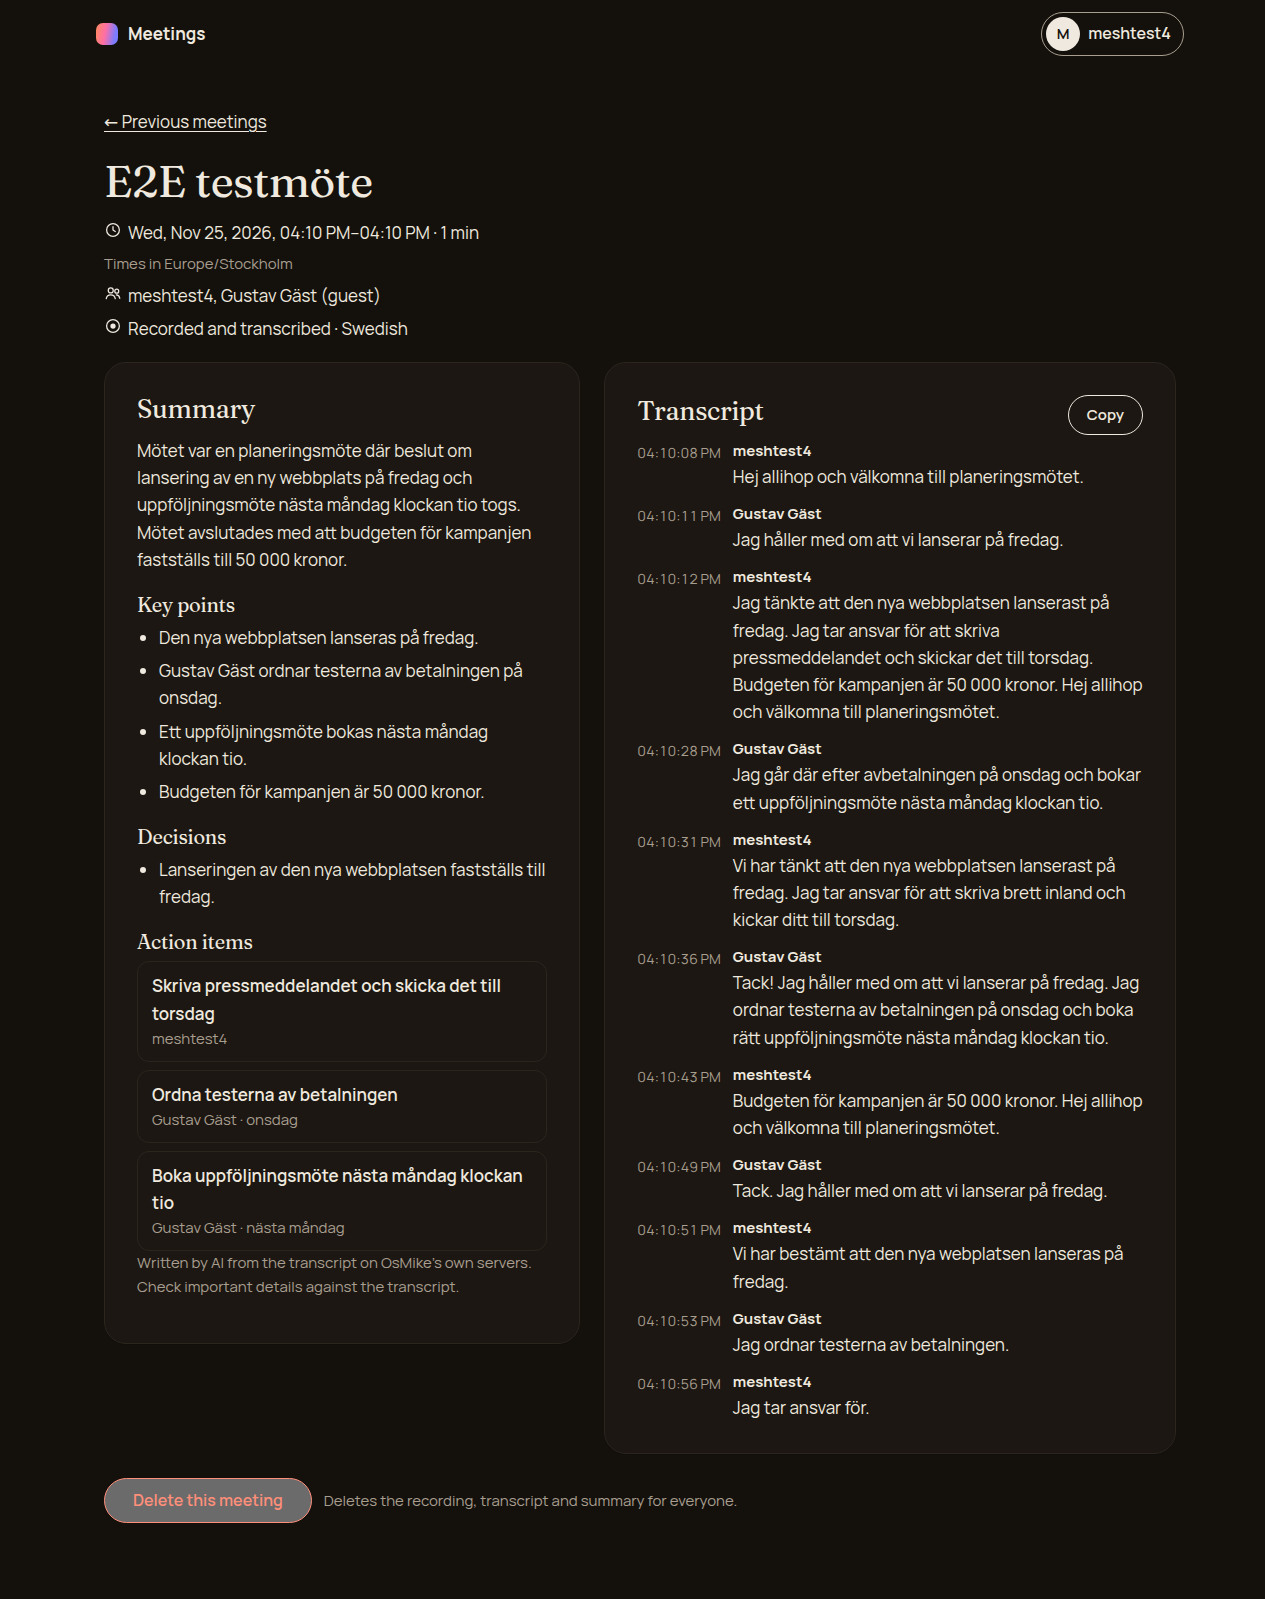 Meetings
M meshtest4
← Previous meetings
E2E testmöte
Wed, Nov 25, 2026, 04:10 PM–04:10 PM · 1 min
Times in Europe/Stockholm
meshtest4, Gustav Gäst (guest)
Recorded and transcribed · Swedish
Summary
Mötet var en planeringsmöte där beslut om
lansering av en ny webbplats på fredag och
uppföljningsmöte nästa måndag klockan tio togs.
Mötet avslutades med att budgeten för kampanjen
fastställs till 50 000 kronor.
Key points
• Den nya webbplatsen lanseras på fredag.
• Gustav Gäst ordnar testerna av betalningen på
onsdag.
• Ett uppföljningsmöte bokas nästa måndag
klockan tio.
• Budgeten för kampanjen är 50 000 kronor.
Decisions
• Lanseringen av den nya webbplatsen fastställs till
fredag.
Action items
Skriva pressmeddelandet och skicka det till
torsdag
meshtest4
Ordna testerna av betalningen
Gustav Gäst · onsdag
Boka uppföljningsmöte nästa måndag klockan
tio
Gustav Gäst · nästa måndag
Written by AI from the transcript on OsMike's own servers.
Check important details against the transcript.
Transcript
Copy
04:10:08 PM meshtest4
Hej allihop och välkomna till planeringsmötet.
04:10:11 PM Gustav Gäst
Jag håller med om att vi lanserar på fredag.
04:10:12 PM meshtest4
Jag tänkte att den nya webbplatsen lanserast på
fredag. Jag tar ansvar för att skriva
pressmeddelandet och skickar det till torsdag.
Budgeten för kampanjen är 50 000 kronor. Hej allihop
och välkomna till planeringsmötet.
04:10:28 PM Gustav Gäst
Jag går där efter avbetalningen på onsdag och bokar
ett uppföljningsmöte nästa måndag klockan tio.
04:10:31 PM meshtest4
Vi har tänkt att den nya webbplatsen lanserast på
fredag. Jag tar ansvar för att skriva brett inland och
kickar ditt till torsdag.
04:10:36 PM Gustav Gäst
Tack! Jag håller med om att vi lanserar på fredag. Jag
ordnar testerna av betalningen på onsdag och boka
rätt uppföljningsmöte nästa måndag klockan tio.
04:10:43 PM meshtest4
Budgeten för kampanjen är 50 000 kronor. Hej allihop
och välkomna till planeringsmötet.
04:10:49 PM Gustav Gäst
Tack. Jag håller med om att vi lanserar på fredag.
04:10:51 PM meshtest4
Vi har bestämt att den nya webplatsen lanseras på
fredag.
04:10:53 PM Gustav Gäst
Jag ordnar testerna av betalningen.
04:10:56 PM meshtest4
Jag tar ansvar för.
Delete this meeting
Deletes the recording, transcript and summary for everyone.